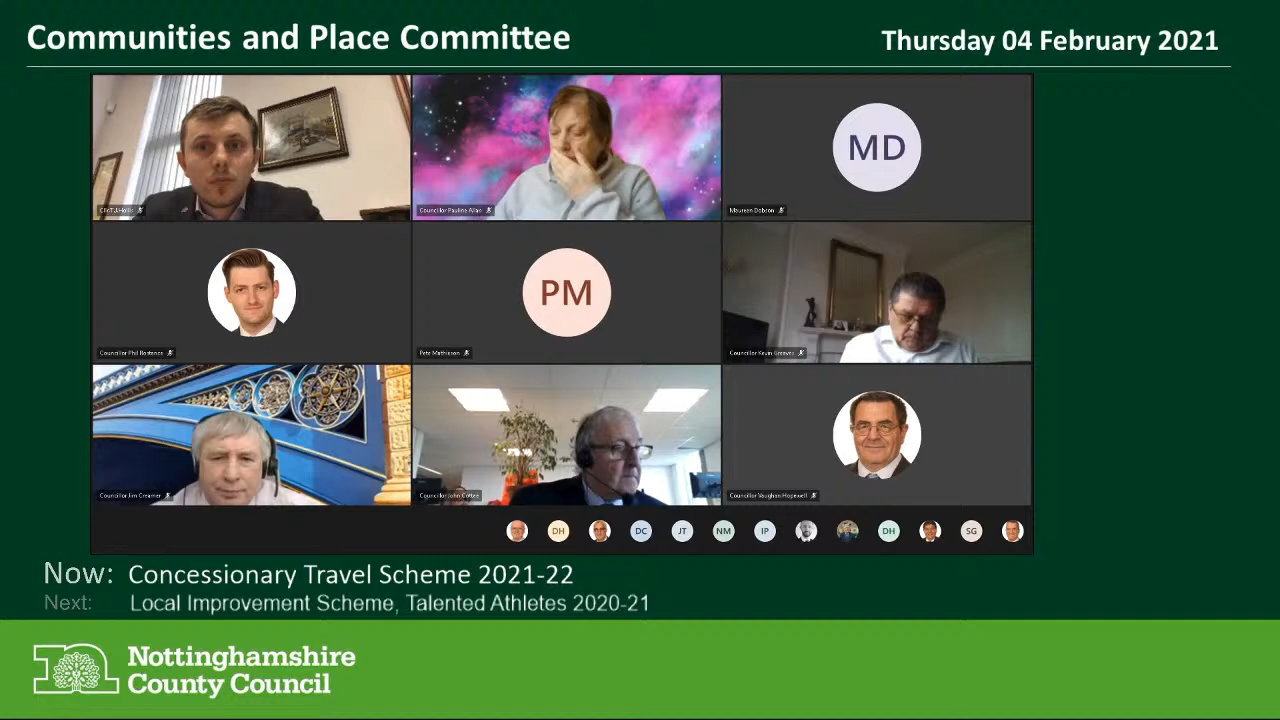 Communities and Place Committee
Thursday 04 February 2021
Councillor Pauline Allan
MD
Maureen Dobson
PM
Councillor Phil Rostance
Pete Mathieson
Councillor Kevin Greaves
Councillor Jim Creamer
Councillor John Cottee
Councillor Vaughan Hopewell
DH
DC
JT
NM
IP
DH
SG
Now: Concessionary Travel Scheme 2021-22
Next: Local Improvement Scheme, Talented Athletes 2020-21
Nottinghamshire
County Council